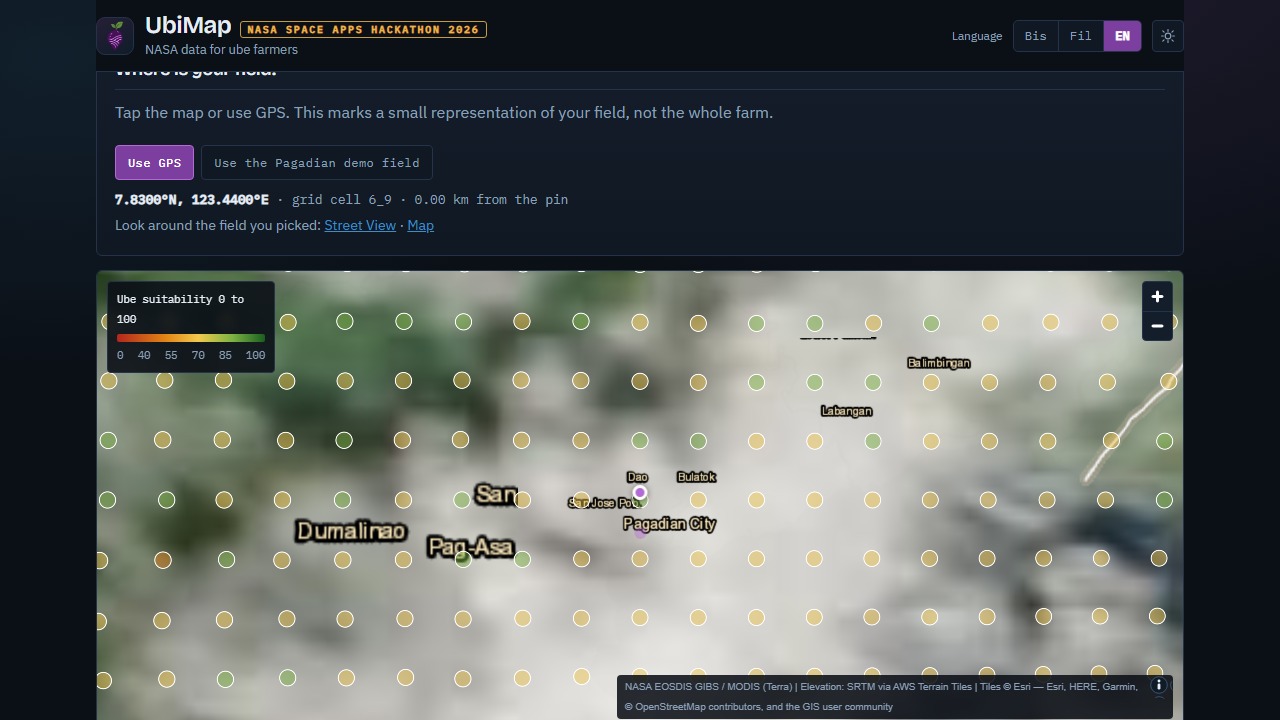 UbiMap NASA SPACE APPS HACKATHON 2026
NASA data for ube farmers
Language Bis Fil EN
Where is your field?
Tap the map or use GPS. This marks a small representation of your field, not the whole farm.
Use GPS Use the Pagadian demo field
7.8300°N, 123.4400°E · grid cell 6_9 · 0.00 km from the pin
Look around the field you picked: Street View · Map
Ube suitability 0 to
100
0 40 55 70 85 100
+
−
Balimbingan
Labangan
Dao Bulatok
San
San Jose
Pagadian City
Dumalinao
Pag-Asa
NASA EOSDIS GIBS / MODIS (Terra) | Elevation: SRTM via AWS Terrain Tiles | Tiles © Esri — Esri, HERE, Garmin,
© OpenStreetMap contributors, and the GIS user community